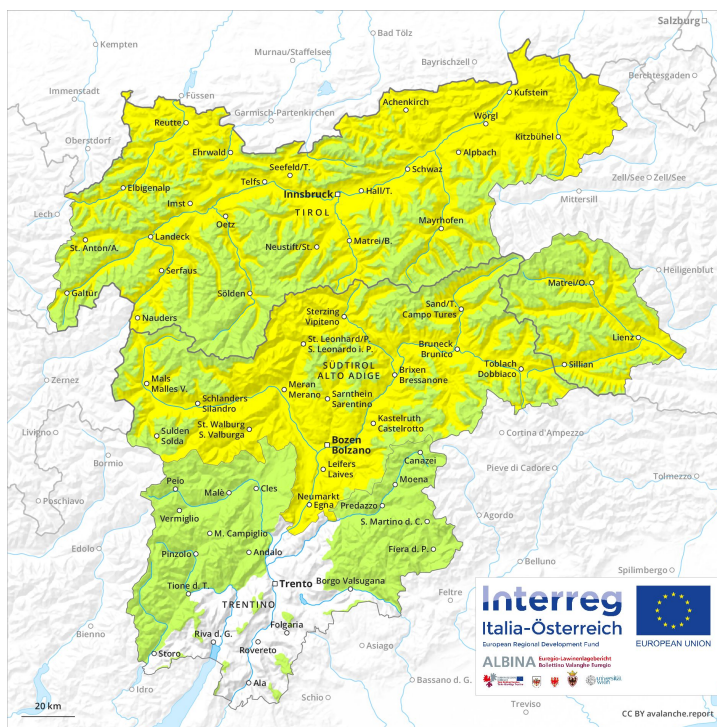 Salzburg
Bad Tölz
Kempten
Murnau/Staffelsee
Bayrischzell
Berchtesgaden
Immenstadt
Füssen
Garmisch-Partenkirchen
Achenkirch
Kufstein
Reutte
Wörgl
Oberstdorf
Ehrwald
Kitzbühel
Alpbach
Seefeld/T.
Schwaz
Telfs
Zell/See
Zell/See
Elbigenalp
Innsbruck
Hall/T.
Mittersill
Imst
TIROL
Lech
Oetz
Mayrhofen
St. Anton/A.
Landeck
Neustift/St.
Matrei/B.
Serfaus
Heiligenblut
Galtür
Sölden
Matrei/O.
Nauders
Sterzing
Vipiteno
Sand/T.
Campo Tures
St. Leonhard/P.
S. Leonardo i. P.
Lienz
Bruneck
Brunico
Sillian
Toblach
Dobbiaco
SÜDTIROL
ALTO ADIGE
Brixen
Bressanone
Zernez
Mals
Malles V.
Meran
Merano
Schlanders
Silandro
Sarnthein
Sarentino
St. Walburg
S. Valburga
Kastelruth
Castelrotto
Livigno
Sulden
Solda
Bozen
Bolzano
Cortina d'Ampezzo
Bormio
Canazei
Pieve di Cadore
Leifers
Laives
Tolmezzo
Peio
Malè
Cles
Moena
Poschiavo
Neumarkt
Egna
Predazzo
Vermiglio
Agordo
S. Martino d. C.
M. Campiglio
Edolo
Pinzolo
Andalo
Fiera d. P.
Belluno
Spilimbergo
Tione d. T.
Trento
Borgo Valsugana
Feltre
TRENTINO
Bienno
Folgaria
Riva d. G.
Rovereto
Asiago
Storo
Ala
Bassano d. G.
Idro
Schio
Treviso
20 km
Interreg
Italia-Österreich
European Regional Development Fund
EUROPEAN UNION
ALBINA Euregio-Lawinenlagebericht
Bollettino Valanghe Euregio
CC BY avalanche.report